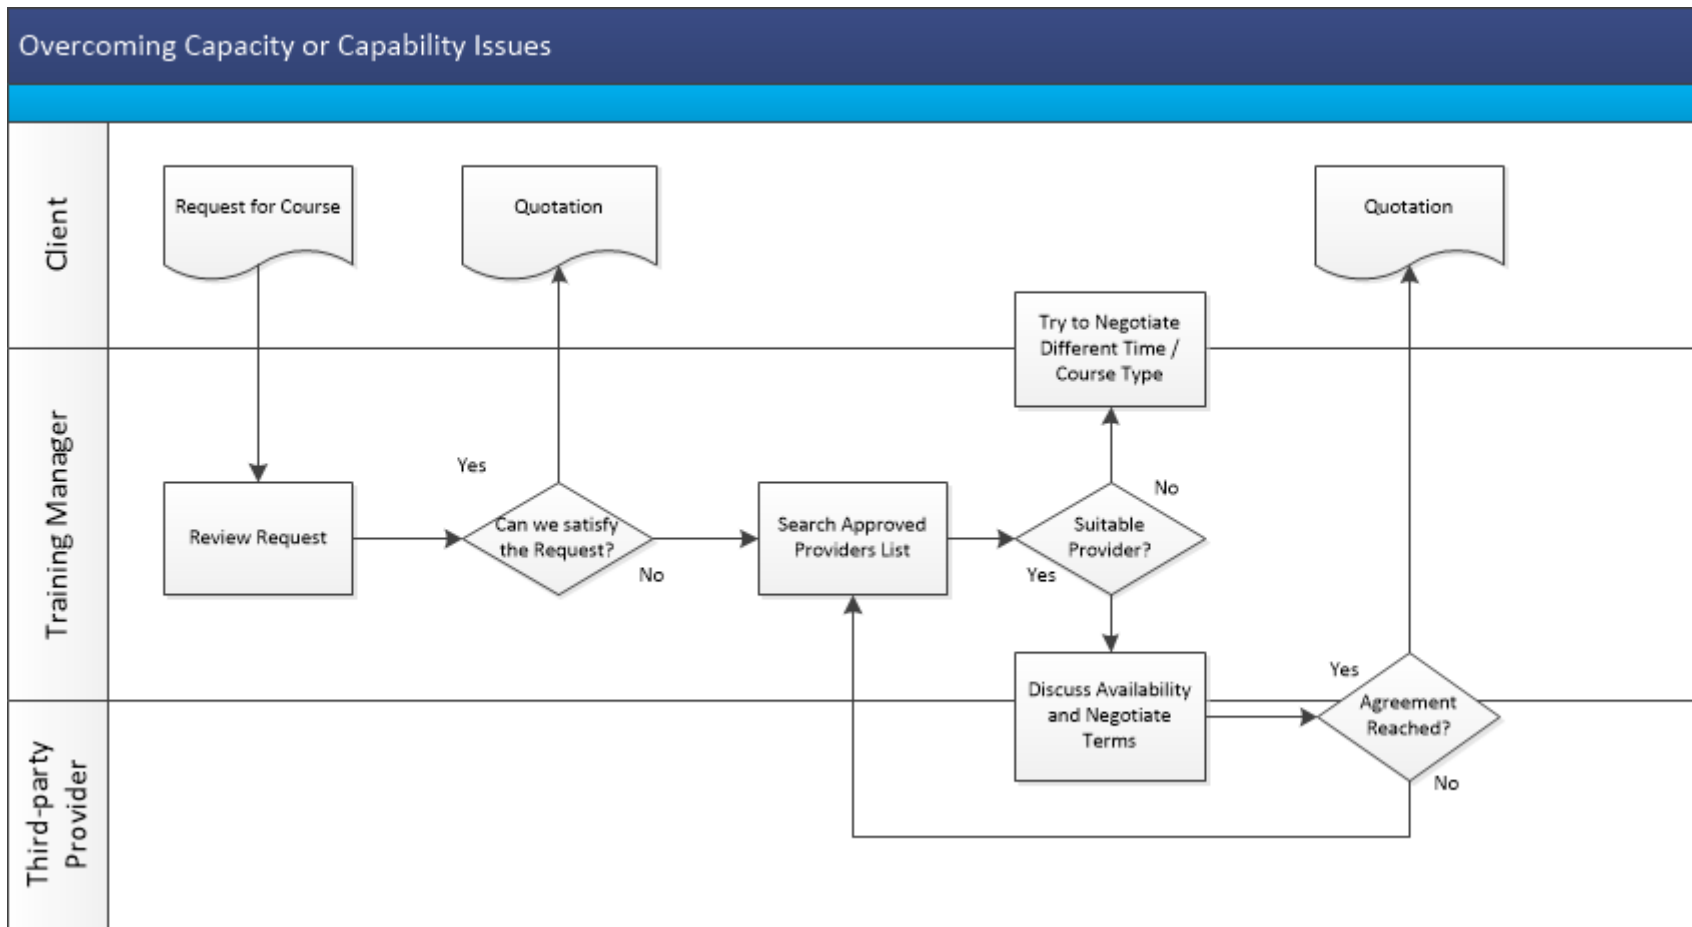 Overcoming Capacity or Capability Issues
Client
Request for Course
Quotation
Quotation
Try to Negotiate
Different Time /
Course Type
Training Manager
Yes
Review Request
Can we satisfy
the Request?
No
Search Approved
Providers List
No
Suitable
Provider?
Yes
Discuss Availability
and Negotiate
Terms
Yes
Agreement
Reached?
No
Third-party
Provider